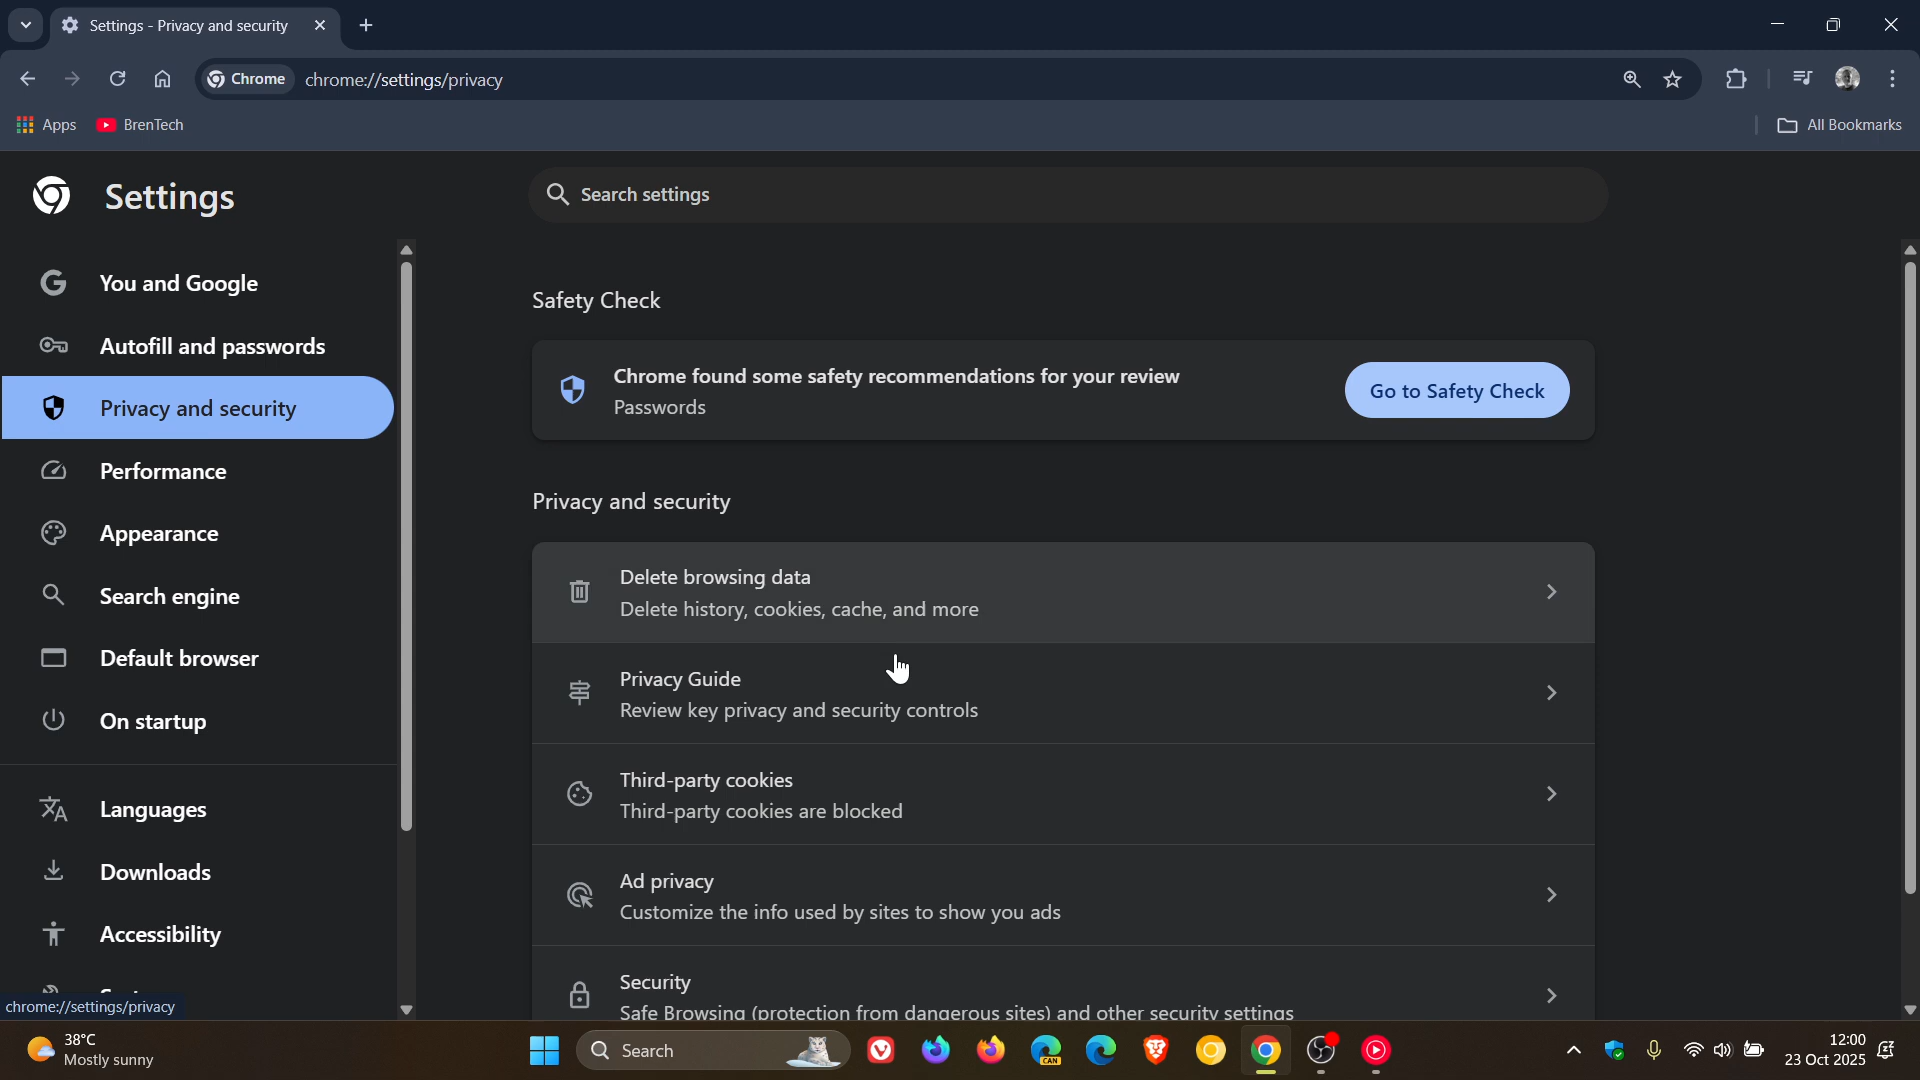 Settings - Privacy and security
Chrome
chrome://settings/privacy
Apps
BrenTech
All Bookmarks
Settings
Search settings
You and Google
Autofill and passwords
Privacy and security
Performance
Appearance
Search engine
Default browser
On startup
Languages
Downloads
Accessibility
Safety Check
Chrome found some safety recommendations for your review
Passwords
Go to Safety Check
Privacy and security
Delete browsing data
Delete history, cookies, cache, and more
Privacy Guide
Review key privacy and security controls
Third-party cookies
Third-party cookies are blocked
Ad privacy
Customize the info used by sites to show you ads
Security
Safe Browsing (protection from dangerous sites) and other security settings
chrome://settings/privacy
38°C
Mostly sunny
Search
CAN
12:00
23 Oct 2025